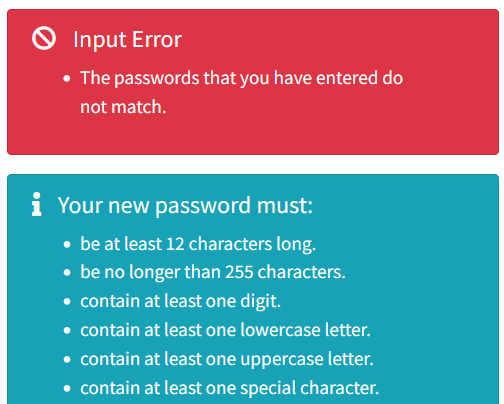 Input Error
• The passwords that you have entered do
not match.
Your new password must:
• be at least 12 characters long.
• be no longer than 255 characters.
• contain at least one digit.
• contain at least one lowercase letter.
• contain at least one uppercase letter.
• contain at least one special character.